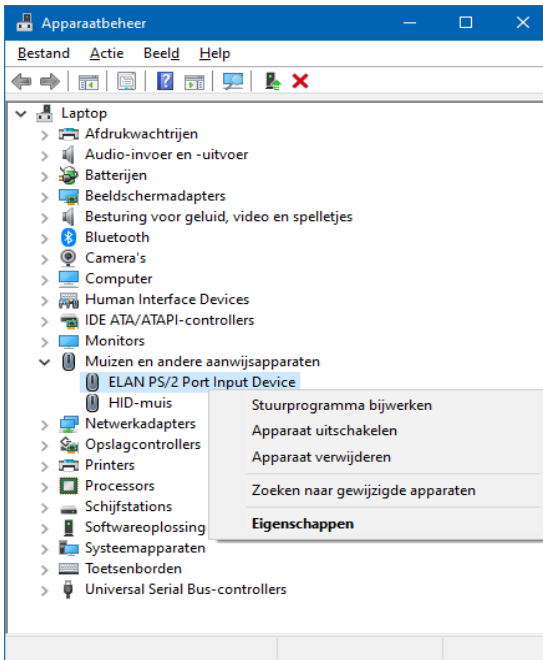 Apparaatbeheer
Bestand Actie Beeld Help
Laptop
Afdrukwachtrijen
Audio-invoer en -uitvoer
Batterijen
Beeldschermadapters
Besturing voor geluid, video en spelletjes
Bluetooth
Camera's
Computer
Human Interface Devices
IDE ATA/ATAPI-controllers
Monitors
Muizen en andere aanwijsapparaten
ELAN PS/2 Port Input Device
HID-muis
Netwerkadapters
Opslagcontrollers
Printers
Processors
Schijfstations
Softwareoplossing
Systeemapparaten
Toetsenborden
Universal Serial Bus-controllers
Stuurprogramma bijwerken
Apparaat uitschakelen
Apparaat verwijderen
Zoeken naar gewijzigde apparaten
Eigenschappen